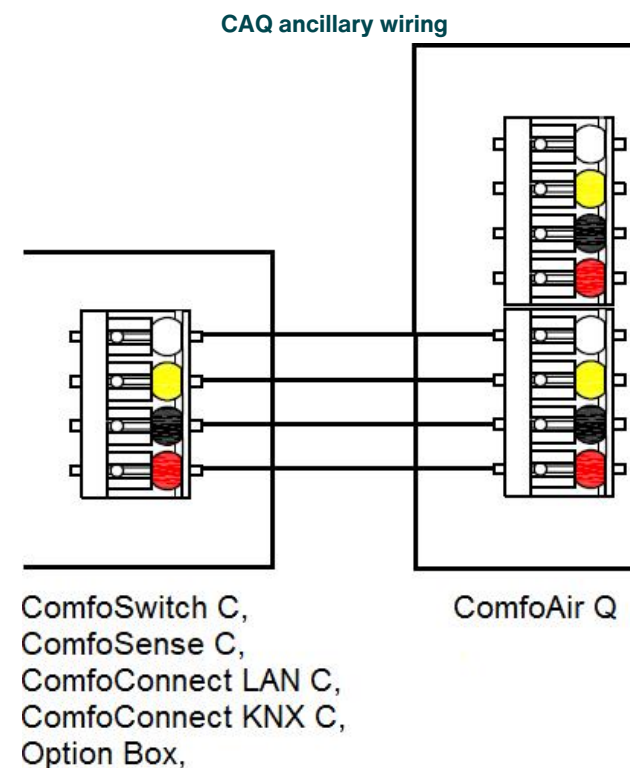 CAQ ancillary wiring
ComfoSwitch C,
ComfoSense C,
ComfoConnect LAN C,
ComfoConnect KNX C,
Option Box,
ComfoAir Q